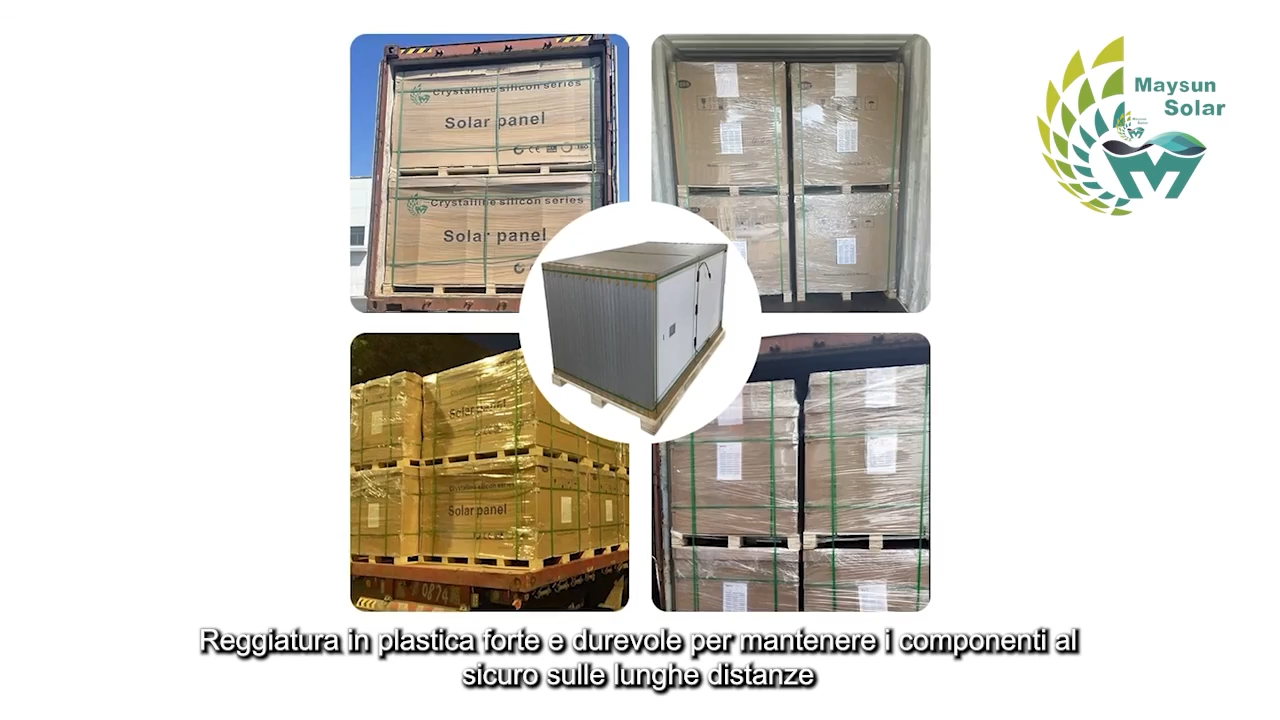 Crystalline silicon series
Solar panel
Crystalline silicon series
Solar panel
Maysun
Solar
Solar panel
Crystalline silicon series
Solar panel
0874
Reggiatura in plastica forte e durevole per mantenere i componenti al
sicuro sulle lunghe distanze